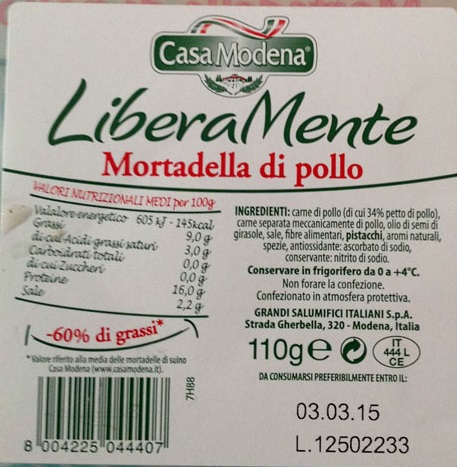 Casa Modena®
LiberaMente
Mortadella di pollo
VALORI NUTRIZIONALI MEDI per 100g
Valalore energetico 605 kJ - 145kcal
Grassi 9,0 g
di cui Acidi grassi saturi 3,0 g
Carboidrati totali 0,0 g
di cui Zuccheri 0,0 g
Proteine 16,0 g
Sale 2,2 g
-60% di grassi*
* Valore riferito alla media delle mortadelle di suino
Casa Modena (www.casamodena.it).
INGREDIENTI: carne di pollo (di cui 34% petto di pollo),
carne separata meccanicamente di pollo, olio di semi di
girasole, sale, fibre alimentari, pistacchi, aromi naturali,
spezie, antiossidante: ascorbato di sodio,
conservante: nitrito di sodio.
Conservare in frigorifero da 0 a +4°C.
Non forare la confezione.
Confezionato in atmosfera protettiva.
GRANDI SALUMIFICI ITALIANI S.p.A.
Strada Gherbella, 320 - Modena, Italia
110g e
IT
444 L
CE
DA CONSUMARSI PREFERIBILMENTE ENTRO IL:
03.03.15
L.12502233
7H88
8 004225 044407